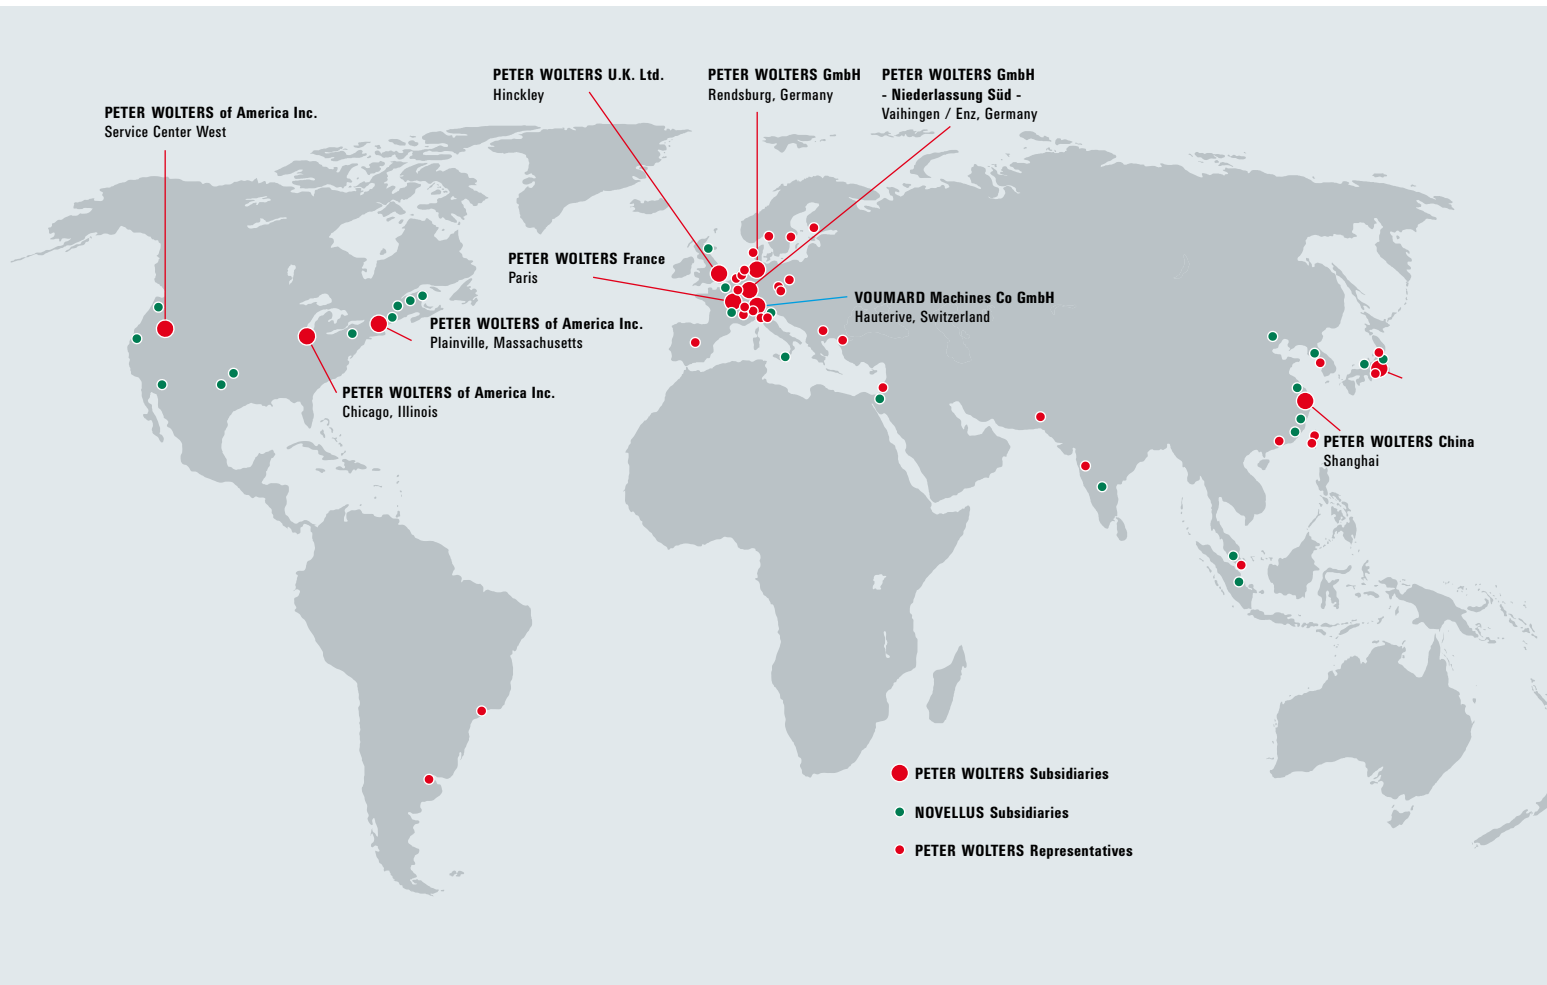 PETER WOLTERS U.K. Ltd.
Hinckley
PETER WOLTERS GmbH
Rendsburg, Germany
PETER WOLTERS GmbH
- Niederlassung Süd -
Vaihingen / Enz, Germany
PETER WOLTERS of America Inc.
Service Center West
PETER WOLTERS France
Paris
VOUMARD Machines Co GmbH
Hauterive, Switzerland
PETER WOLTERS of America Inc.
Plainville, Massachusetts
PETER WOLTERS of America Inc.
Chicago, Illinois
PETER WOLTERS China
Shanghai
PETER WOLTERS Subsidiaries
NOVELLUS Subsidiaries
PETER WOLTERS Representatives